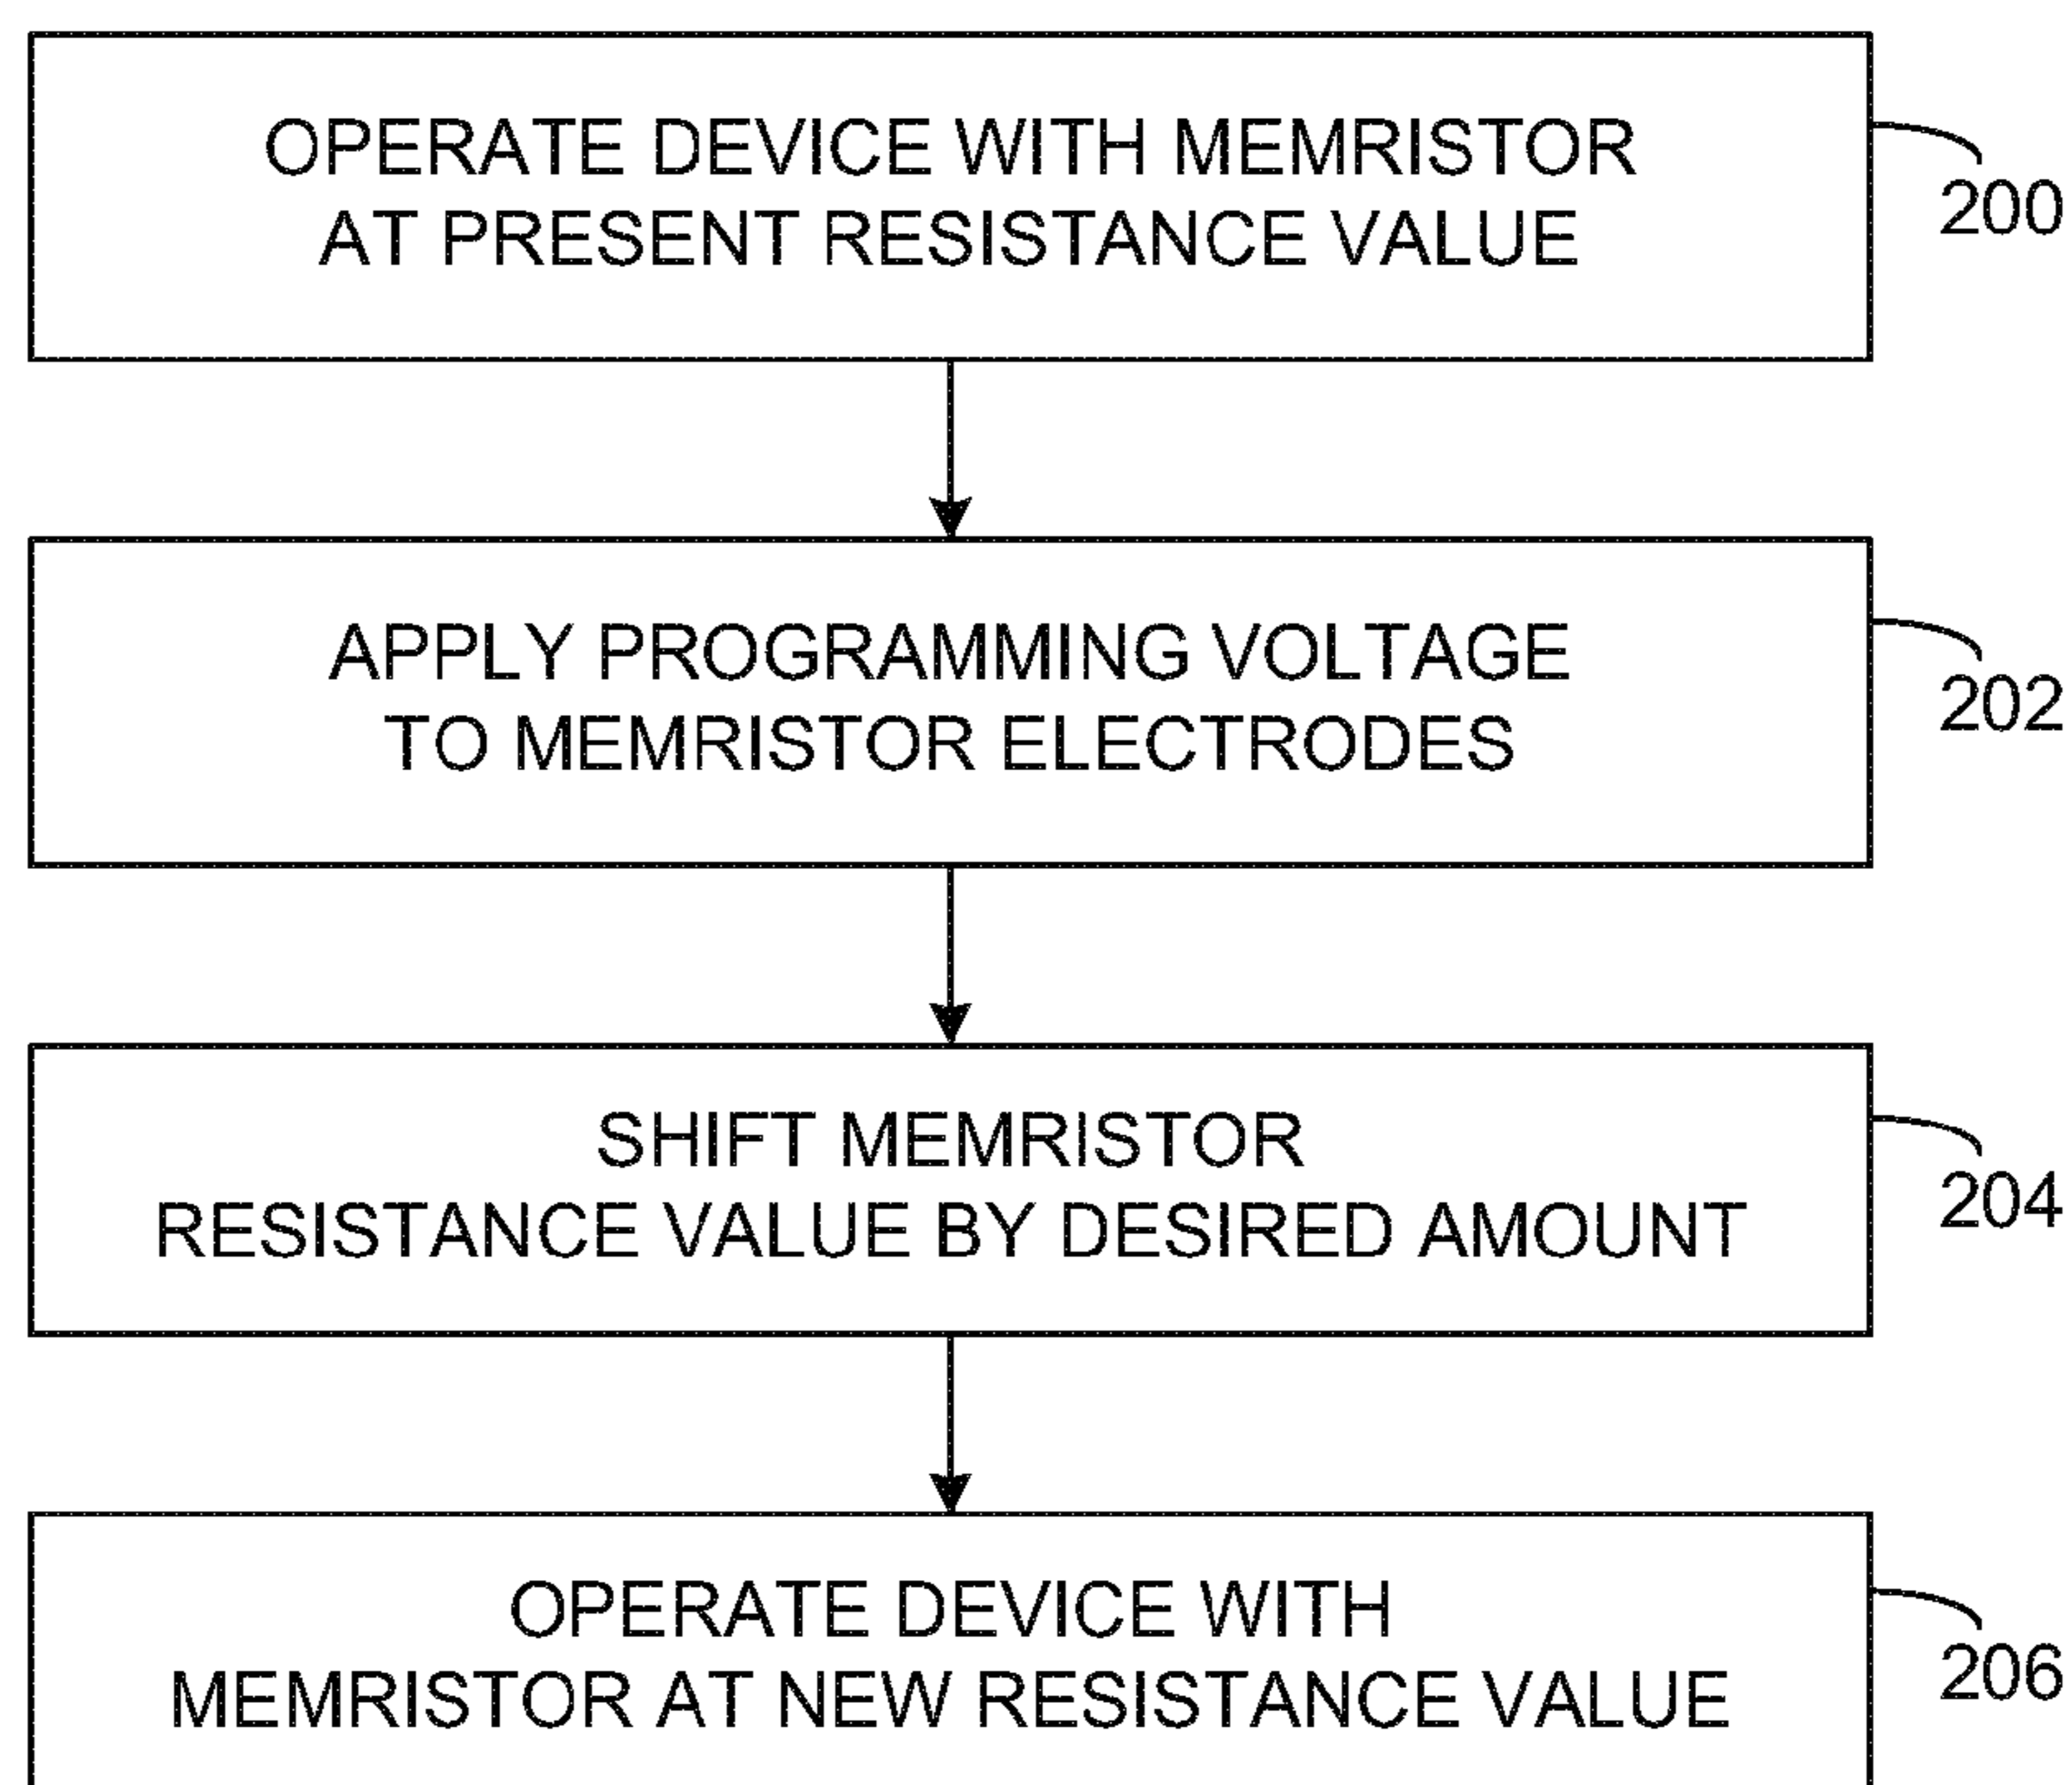 OPERATE DEVICE WITH MEMRISTOR
AT PRESENT RESISTANCE VALUE
200
APPLY PROGRAMMING VOLTAGE
TO MEMRISTOR ELECTRODES
202
SHIFT MEMRISTOR
RESISTANCE VALUE BY DESIRED AMOUNT
204
OPERATE DEVICE WITH
MEMRISTOR AT NEW RESISTANCE VALUE
206